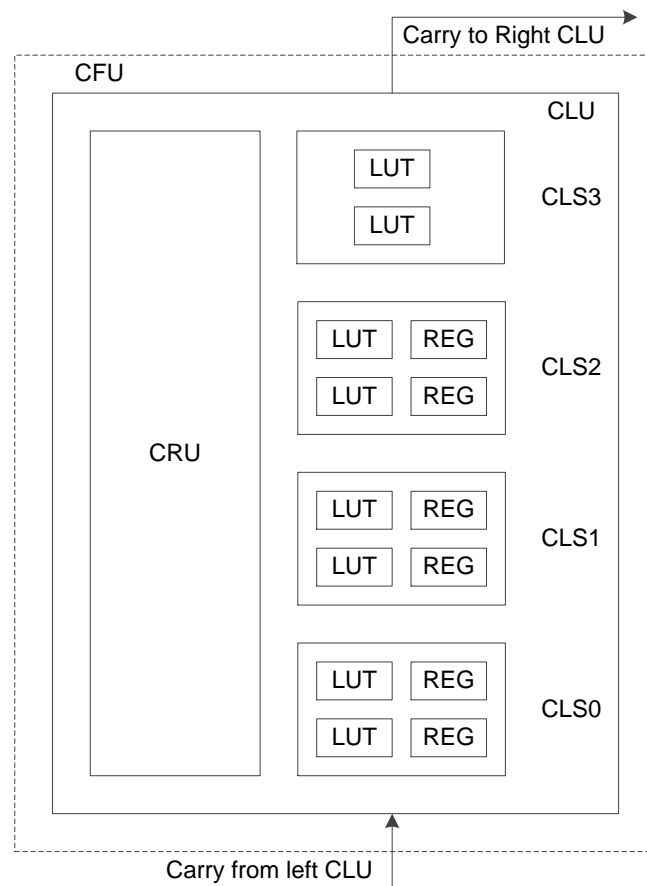 Carry to Right CLU
CFU
CLU
LUT
LUT
CLS3
LUT REG
LUT REG
CLS2
CRU
LUT REG
LUT REG
CLS1
LUT REG
LUT REG
CLS0
Carry from left CLU